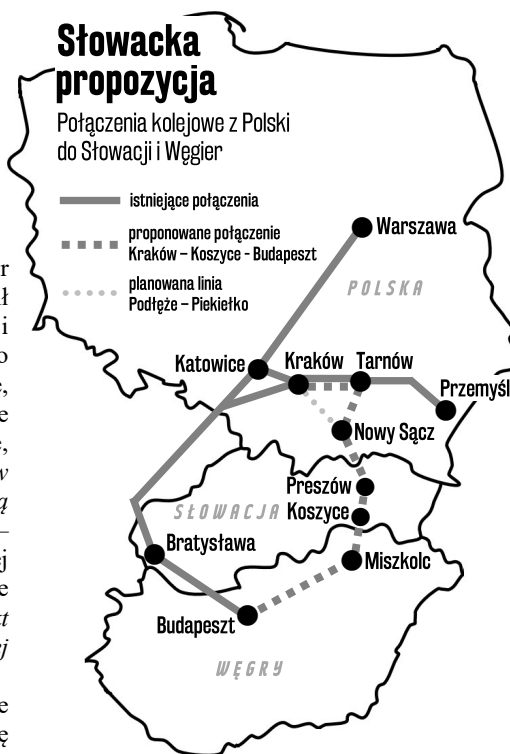 Słowacka
propozycja
Połączenia kolejowe z Polski
do Słowacji i Węgier
istniejące połączenia
proponowane połączenie
Kraków – Koszyce - Budapeszt
planowana linia
Podłęże – Piekiełko
Warszawa
POLSKA
Katowice
Kraków
Tarnów
Przemyśl
Nowy Sącz
Preszów
SŁOWACJA
Koszyce
Bratysława
Miszkolc
Budapeszt
WĘGRY